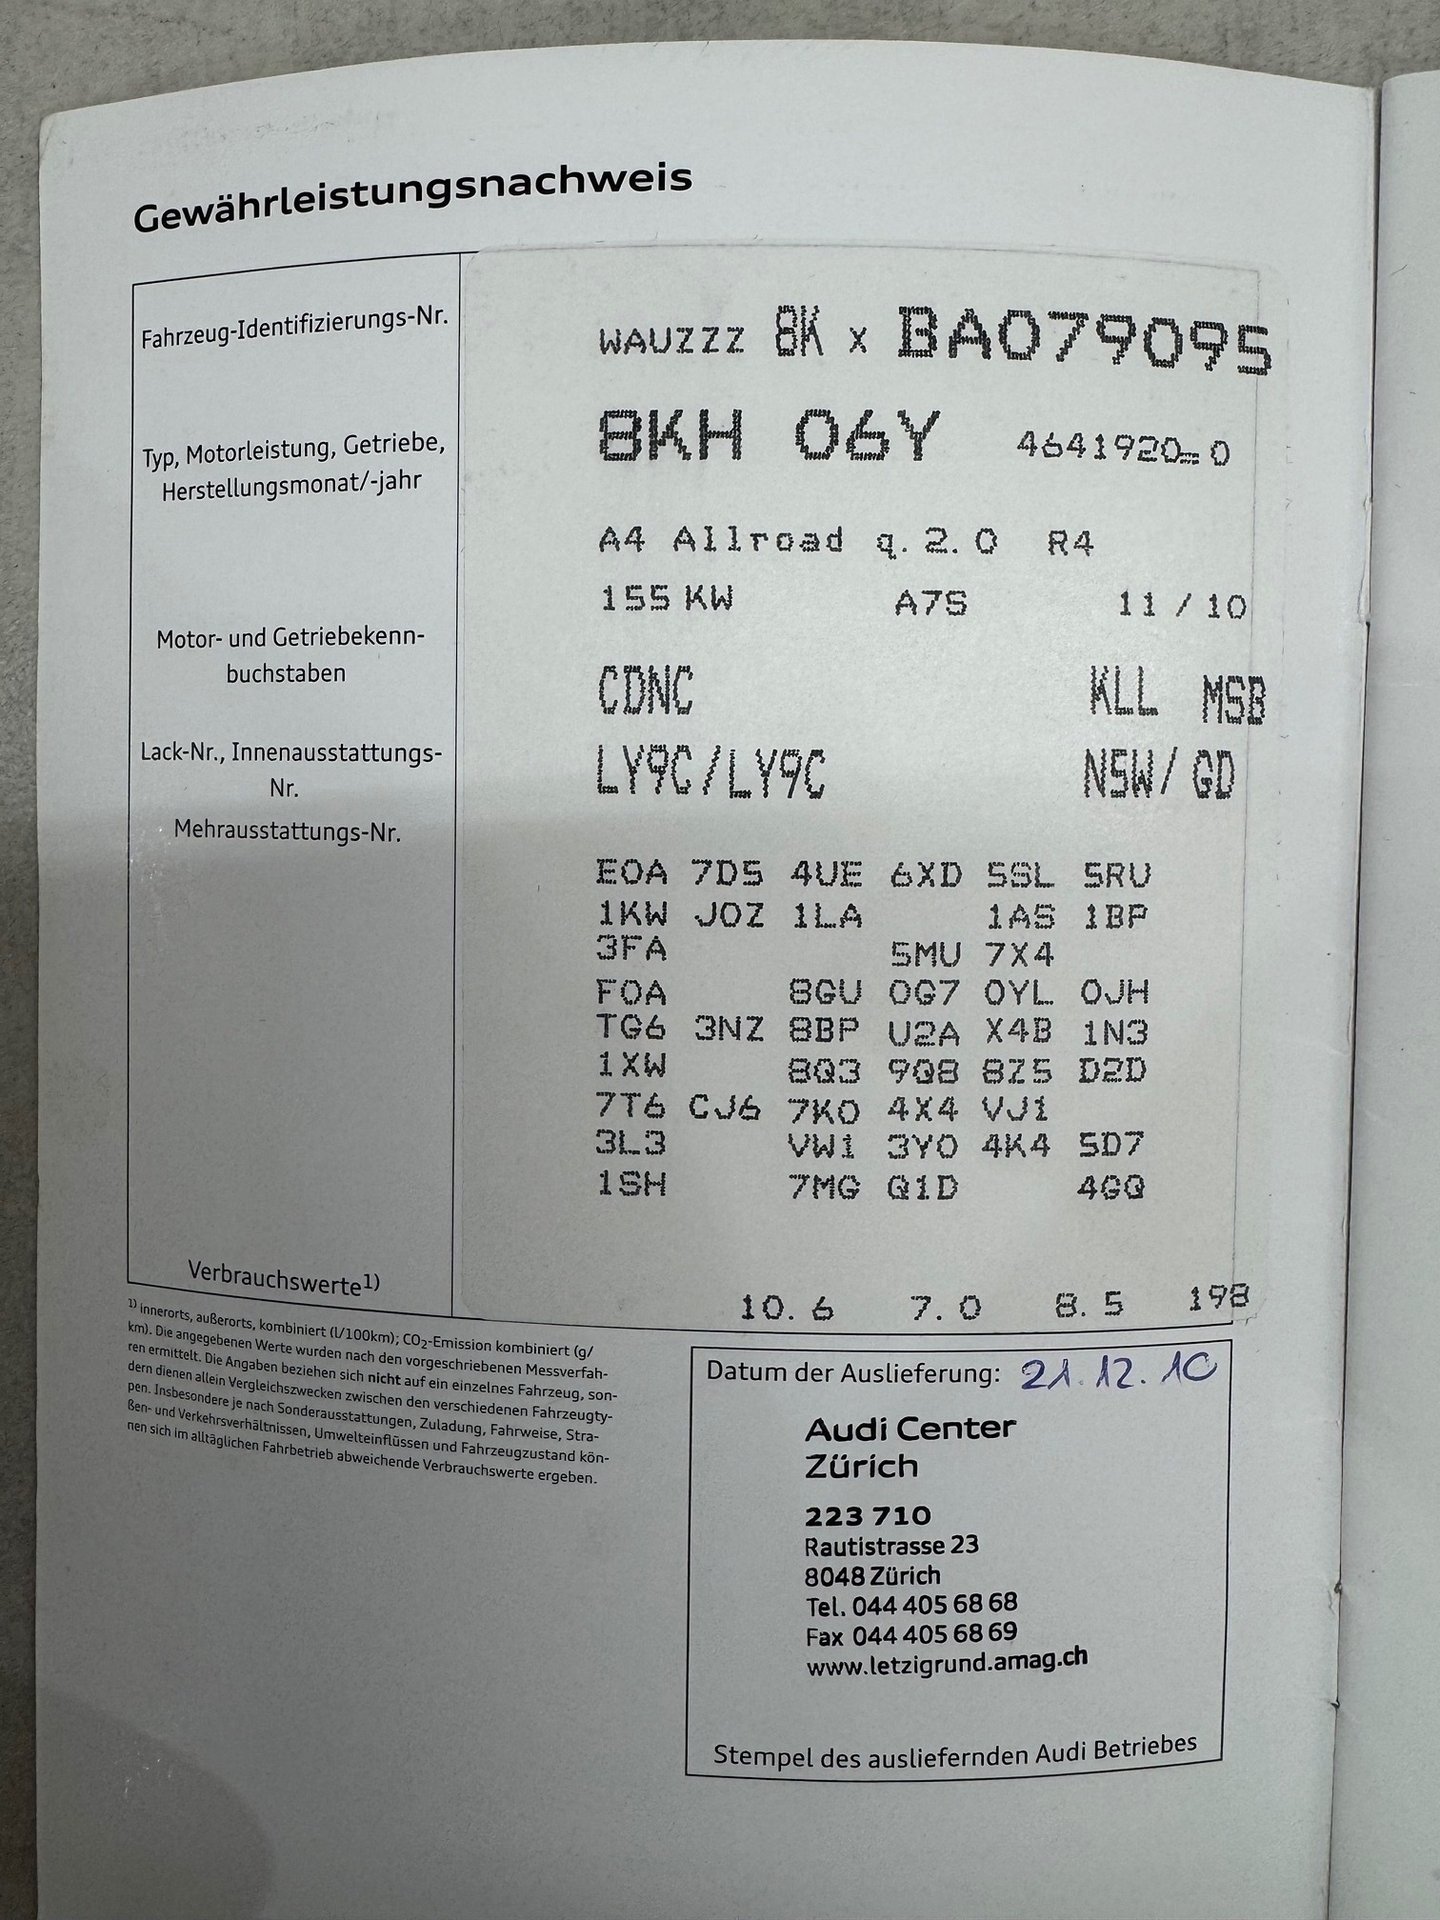 Gewährleistungsnachweis
Fahrzeug-Identifizierungs-Nr.
WAUZZZ 8K x BA079095
Typ, Motorleistung, Getriebe,
Herstellungsmonat/-jahr
8KH 06Y 4641920=0
A4 Allroad q.2.0 R4
155 KW A7S 11 / 10
Motor- und Getriebekenn-
buchstaben
CDNC KLL MSB
Lack-Nr., Innenausstattungs-
Nr.
LY9C/LY9C N5W/ GD
Mehrausstattungs-Nr.
E0A 7D5 4UE 6XD 5SL 5RU
1KW J0Z 1LA 1AS 1BP
3FA 5MU 7X4
F0A 8GU 0G7 0YL 0JH
TG6 3NZ 8BP U2A X4B 1N3
1XW 8Q3 9Q8 8Z5 D2D
7T6 CJ6 7K0 4X4 VJ1
3L3 VW1 3Y0 4K4 5D7
1SH 7MG Q1D 4GQ
Verbrauchswerte1)
10. 6 7. 0 8. 5 198
1) innerorts, außerorts, kombiniert (l/100km); CO2-Emission kombiniert (g/
km). Die angegebenen Werte wurden nach den vorgeschriebenen Messverfah-
ren ermittelt. Die Angaben beziehen sich nicht auf ein einzelnes Fahrzeug, son-
dern dienen allein Vergleichszwecken zwischen den verschiedenen Fahrzeugty-
pen. Insbesondere je nach Sonderausstattungen, Zuladung, Fahrweise, Stra-
ßen- und Verkehrsverhältnissen, Umwelteinflüssen und Fahrzeugzustand kön-
nen sich im alltäglichen Fahrbetrieb abweichende Verbrauchswerte ergeben.
Datum der Auslieferung: 21.12.10
Audi Center
Zürich
223 710
Rautistrasse 23
8048 Zürich
Tel. 044 405 68 68
Fax 044 405 68 69
www.letzigrund.amag.ch
Stempel des ausliefernden Audi Betriebes